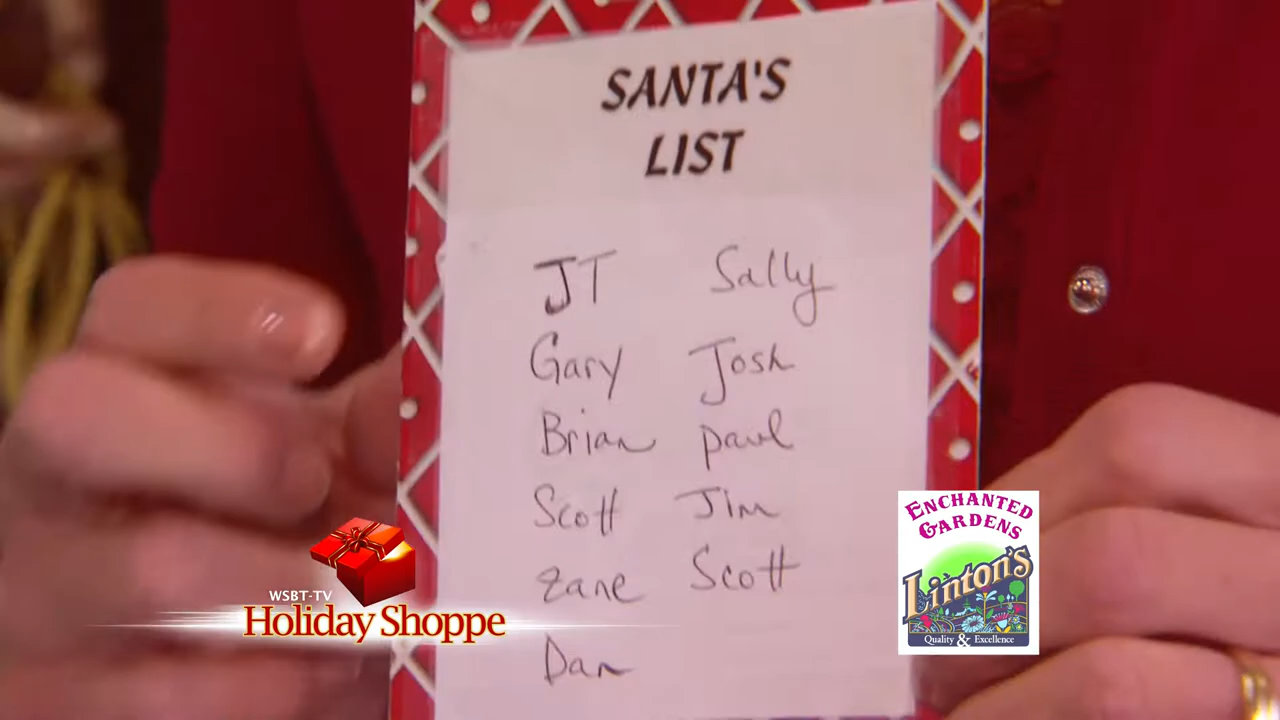 SANTA'S
LIST
JT Sally
Gary Josh
Brian paul
Scott Jim
Zane Scott
Dan
WSBT-TV
Holiday Shoppe
ENCHANTED
GARDENS
Linton's
Quality & Excellence